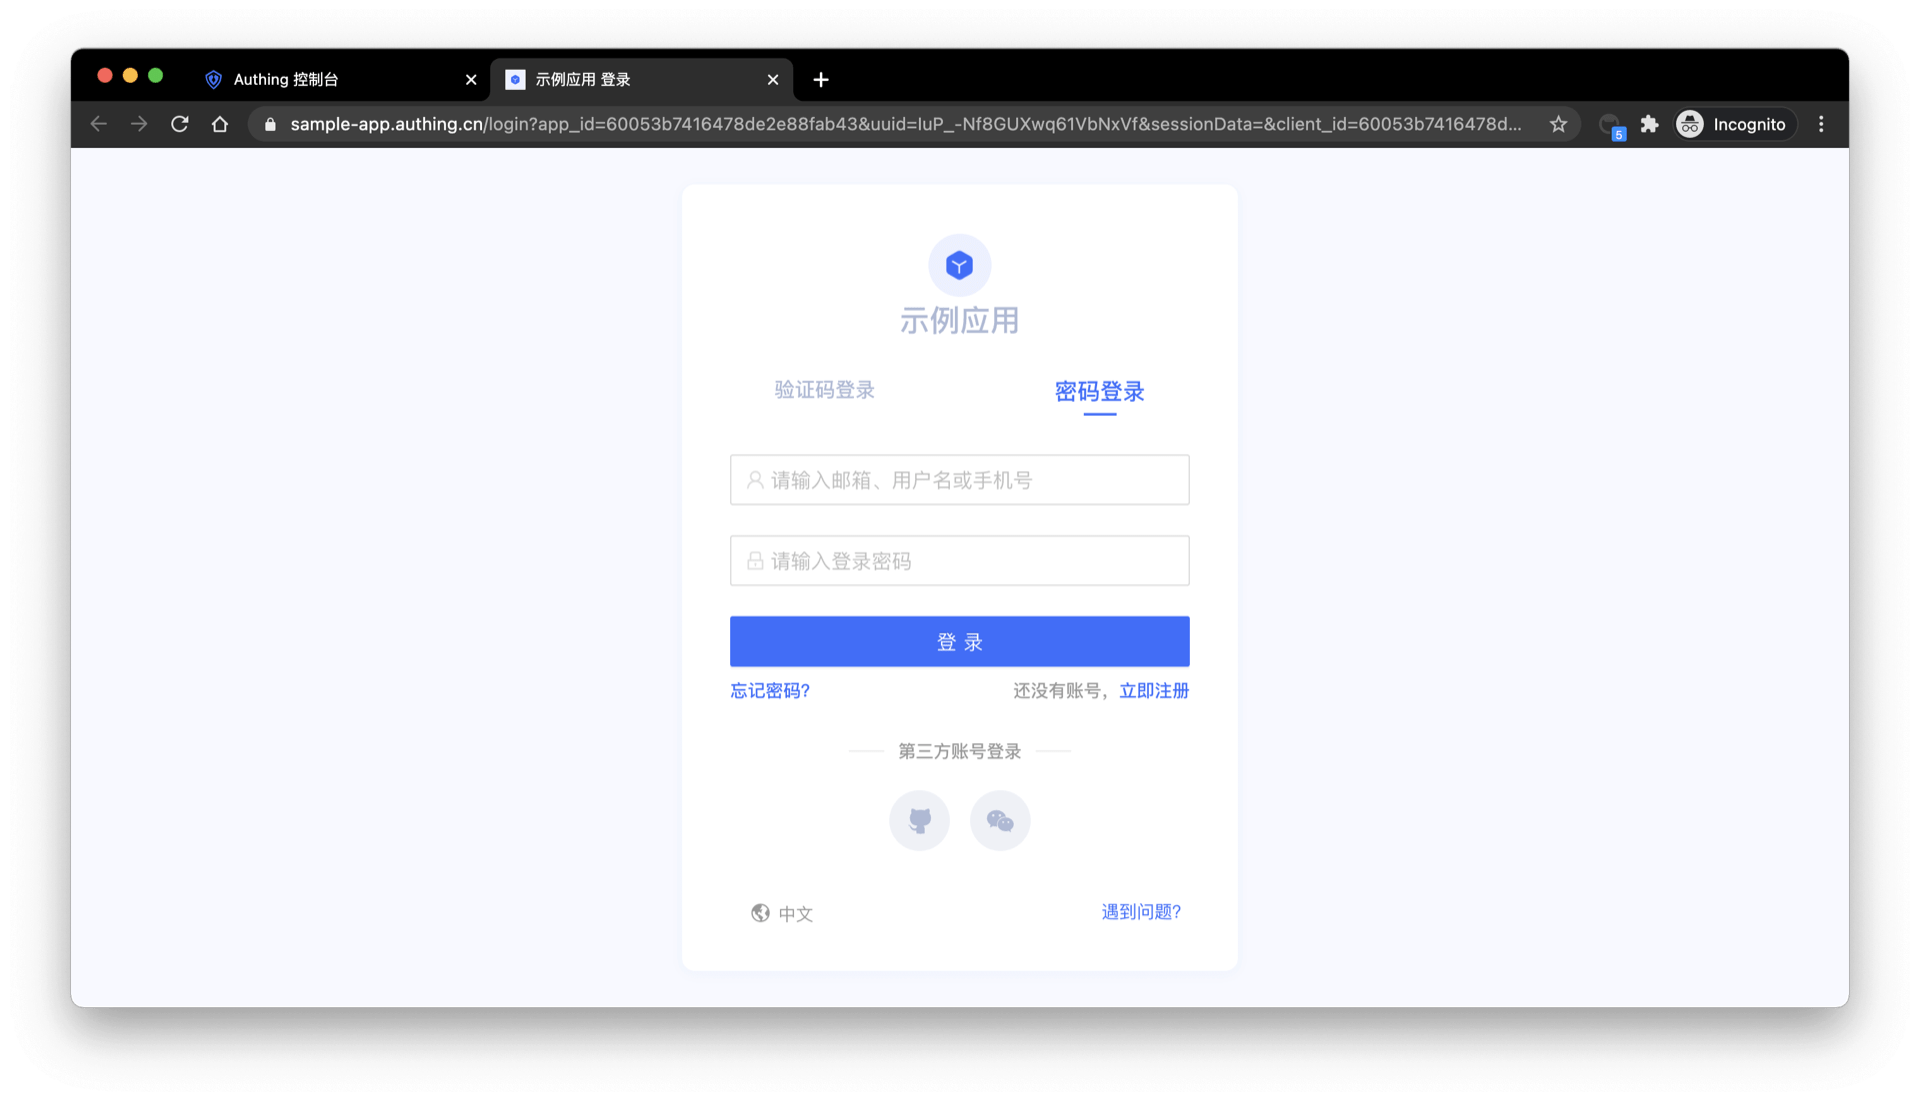 Authing 控制台
示例应用 登录
sample-app.authing.cn/login?app_id=60053b7416478de2e88fab43&uuid=IuP_-Nf8GUXwq61VbNxVf&sessionData=&client_id=60053b7416478d...
5
Incognito
示例应用
验证码登录
密码登录
请输入邮箱、用户名或手机号
请输入登录密码
登 录
忘记密码?
还没有账号，立即注册
第三方账号登录
中文
遇到问题?